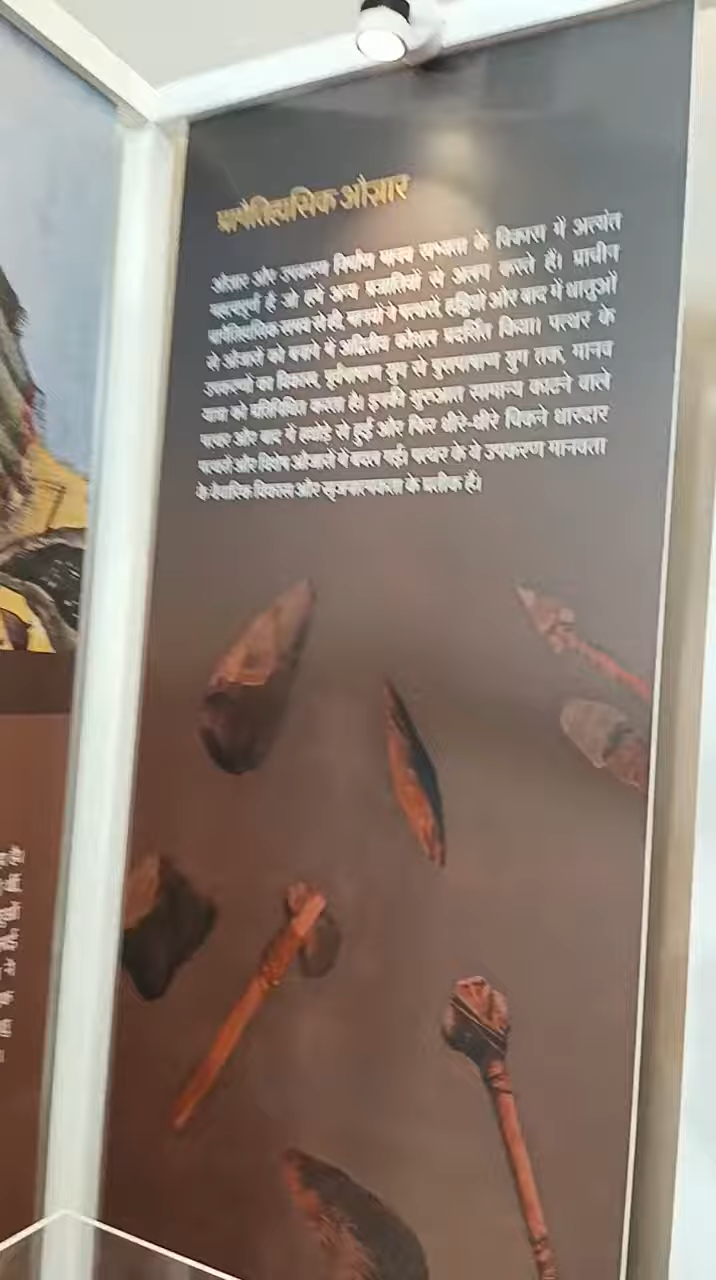 प्रागैतिहासिक औज़ार
औज़ार और उपकरण निर्माण मानव सभ्यता के विकास में अत्यंत
महत्वपूर्ण हैं जो हमें अन्य प्रजातियों से अलग करते हैं। प्राचीन
प्रागैतिहासिक समय से ही, मानवों ने पत्थरों, हड्डियों और बाद में धातुओं
से औजारों को बनाने में अद्वितीय कौशल प्रदर्शित किया। पत्थर के
उपकरणों का विकास, पुरापाषाण युग से नवपाषाण युग तक, मानव
यात्रा को प्रतिबिंबित करता है। इसकी शुरुआत सामान्य काटने वाले
पत्थर और बाद में हथौड़े से हुई और फिर धीरे-धीरे चिकने धारदार
पत्थरों और विशेष औजारों में बदल गई। पत्थर के ये उपकरण मानवता
के वैचारिक विकास और सृजनात्मकता के प्रतीक हैं।